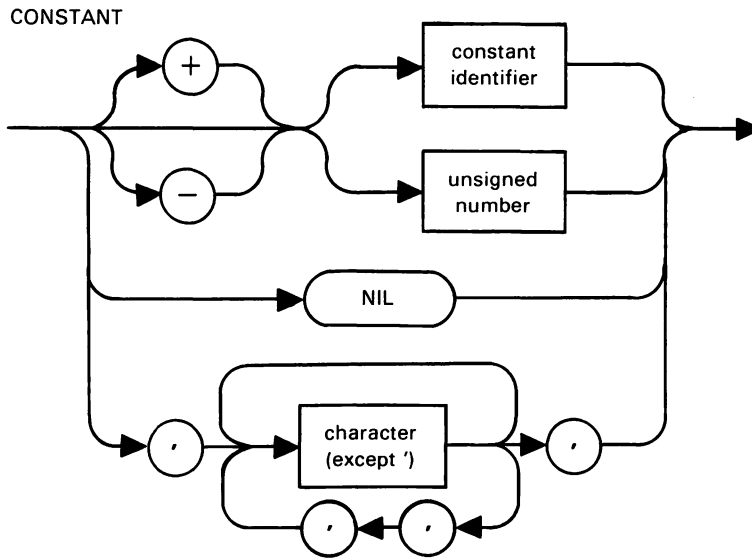 CONSTANT
+
constant
identifier
−
unsigned
number
NIL
'
character
(except ')
'
'
'